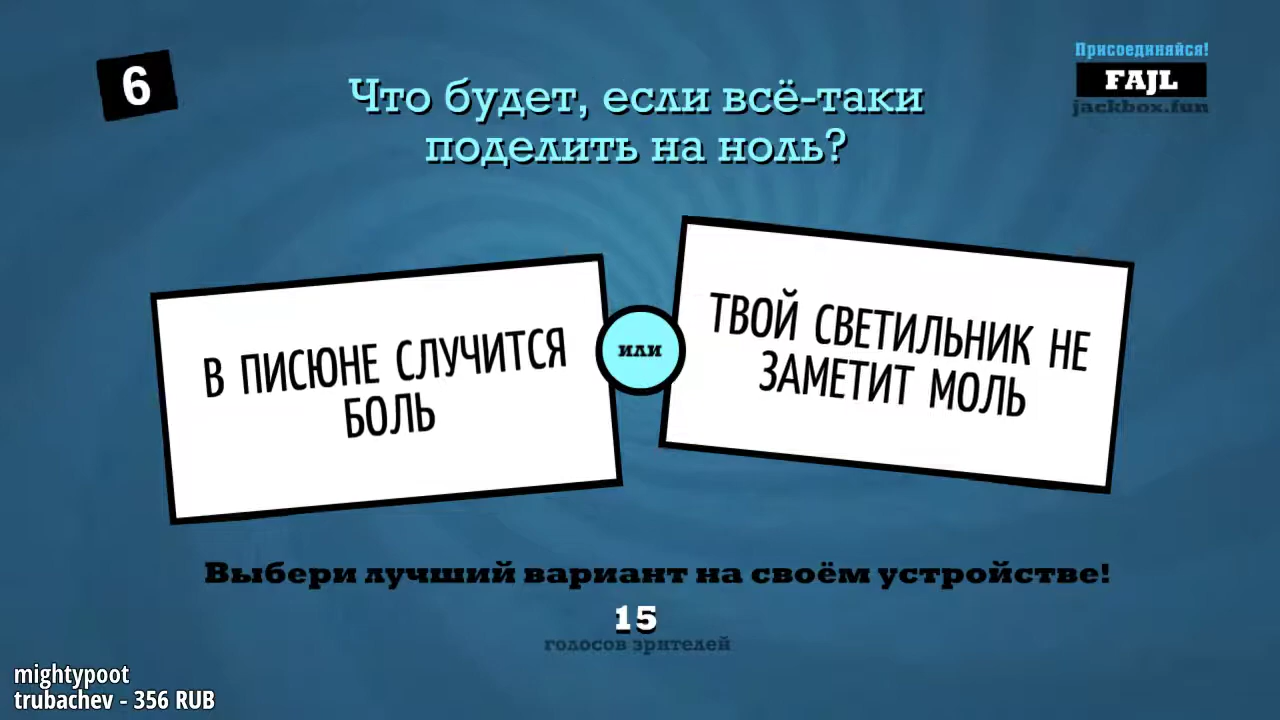 6
Что будет, если всё-таки
поделить на ноль?
Присоединяйся!
FAJL
jackbox.fun
В ПИСЮНЕ СЛУЧИТСЯ
БОЛЬ
или
ТВОЙ СВЕТИЛЬНИК НЕ
ЗАМЕТИТ МОЛЬ
Выбери лучший вариант на своём устройстве!
15
голосов зрителей
mightypoot
trubachev - 356 RUB